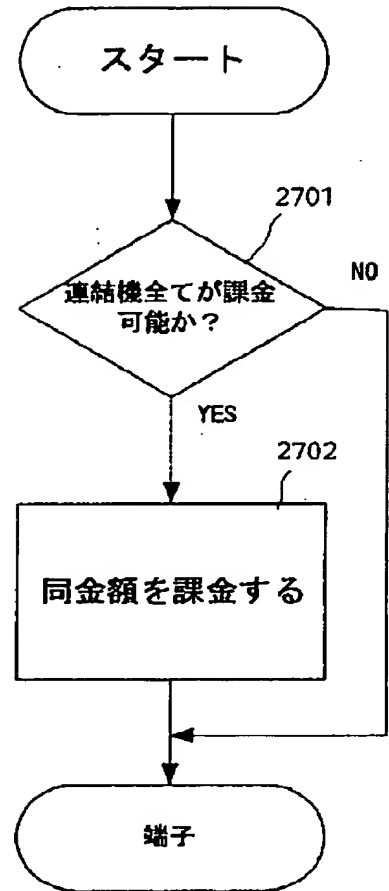 スタート
2701
連結機全てが課金
可能か？
NO
YES
2702
同金額を課金する
端子